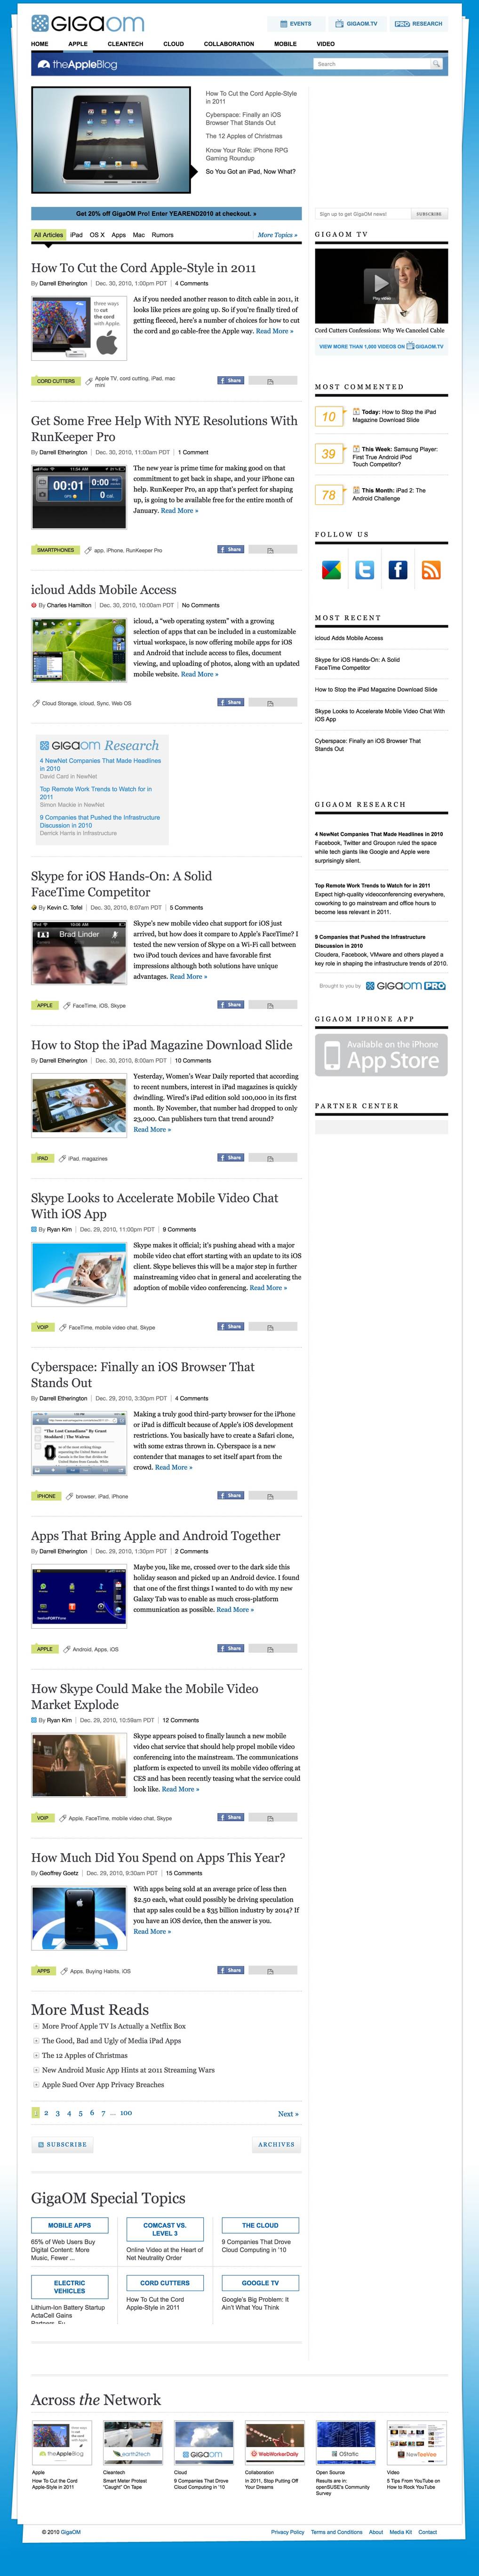 GIGaom
EVENTS
GIGAOM.TV
PRO RESEARCH
HOME APPLE CLEANTECH CLOUD COLLABORATION MOBILE VIDEO
theAppleBlog
Search
How To Cut the Cord Apple-Style
in 2011
Cyberspace: Finally an iOS
Browser That Stands Out
The 12 Apples of Christmas
Know Your Role: iPhone RPG
Gaming Roundup
So You Got an iPad, Now What?
Get 20% off GigaOM Pro! Enter YEAREND2010 at checkout. »
All Articles iPad OS X Apps Mac Rumors More Topics »
How To Cut the Cord Apple-Style in 2011
By Darrell Etherington | Dec. 30, 2010, 1:00pm PDT | 4 Comments
three ways
to cut
the cord
with Apple
As if you needed another reason to ditch cable in 2011, it
looks like prices are going up. So if you're finally tired of
getting fleeced, here's a number of choices for how to cut
the cord and go cable-free the Apple way. Read More »
CORD CUTTERS
Apple TV, cord cutting, iPad, mac
mini
Share
Get Some Free Help With NYE Resolutions With
RunKeeper Pro
By Darrell Etherington | Dec. 30, 2010, 11:00am PDT | 1 Comment
11:54 AM
00:01
0:00
0 cal.
The new year is prime time for making good on that
commitment to get back in shape, and your iPhone can
help. RunKeeper Pro, an app that's perfect for shaping
up, is going to be available free for the entire month of
January. Read More »
SMARTPHONES
app, iPhone, RunKeeper Pro
Share
icloud Adds Mobile Access
By Charles Hamilton | Dec. 30, 2010, 10:00am PDT | No Comments
icloud, a "web operating system" with a growing
selection of apps that can be included in a customizable
virtual workspace, is now offering mobile apps for iOS
and Android that include access to files, document
viewing, and uploading of photos, along with an updated
mobile website. Read More »
Cloud Storage, icloud, Sync, Web OS
Share
GIGaom Research
4 NewNet Companies That Made Headlines
in 2010
David Card in NewNet
Top Remote Work Trends to Watch for in
2011
Simon Mackie in NewNet
9 Companies that Pushed the Infrastructure
Discussion in 2010
Derrick Harris in Infrastructure
Skype for iOS Hands-On: A Solid
FaceTime Competitor
By Kevin C. Tofel | Dec. 30, 2010, 9:07am PDT | 5 Comments
iPod 10:06 AM
Brad Linder
Skype's new mobile video chat support for iOS just
arrived, but how does it compare to Apple's FaceTime? I
tested the new version of Skype on a Wi-Fi call between
two iPod touch devices and have favorable first
impressions although both solutions have unique
advantages. Read More »
APPLE
FaceTime, iOS, Skype
Share
How to Stop the iPad Magazine Download Slide
By Darrell Etherington | Dec. 30, 2010, 8:00am PDT | 10 Comments
Yesterday, Women's Wear Daily reported that according
to recent numbers, interest in iPad magazines is quickly
dwindling. Wired's iPad edition sold 100,000 in its first
month. By November, that number had dropped to only
23,000. Can publishers turn that trend around?
Read More »
IPAD
iPad, magazines
Share
Skype Looks to Accelerate Mobile Video Chat
With iOS App
By Ryan Kim | Dec. 29, 2010, 11:00pm PDT | 9 Comments
Skype makes it official; it's pushing ahead with a major
mobile video chat effort starting with an update to its iOS
client. Skype believes this will be a major step in further
mainstreaming video chat in general and accelerating the
adoption of mobile video conferencing. Read More »
VOIP
FaceTime, mobile video chat, Skype
Share
Cyberspace: Finally an iOS Browser That
Stands Out
By Darrell Etherington | Dec. 29, 2010, 3:30pm PDT | 4 Comments
"The Last Canadians" By Grant
Stoddard | The Walrus
Making a truly good third-party browser for the iPhone
or iPad is difficult because of Apple's iOS development
restrictions. You basically have to create a Safari clone,
with some extras thrown in. Cyberspace is a new
contender that manages to set itself apart from the
crowd. Read More »
IPHONE
browser, iPad, iPhone
Share
Apps That Bring Apple and Android Together
By Darrell Etherington | Dec. 29, 2010, 1:30pm PDT | 2 Comments
Maybe you, like me, crossed over to the dark side this
holiday season and picked up an Android device. I found
that one of the first things I wanted to do with my new
Galaxy Tab was to enable as much cross-platform
communication as possible. Read More »
APPLE
Android, Apps, iOS
Share
How Skype Could Make the Mobile Video
Market Explode
By Ryan Kim | Dec. 29, 2010, 10:59am PDT | 12 Comments
Skype appears poised to finally launch a new mobile
video chat service that should help propel mobile video
conferencing into the mainstream. The communications
platform is expected to unveil its mobile video offering at
CES and has been recently teasing what the service could
look like. Read More »
VOIP
Apple, FaceTime, mobile video chat, Skype
Share
How Much Did You Spend on Apps This Year?
By Geoffrey Goetz | Dec. 29, 2010, 9:30am PDT | 15 Comments
With apps being sold at an average price of less then
$2.50 each, what could possibly be driving speculation
that app sales could be a $35 billion industry by 2014? If
you have an iOS device, then the answer is you.
Read More »
APPS
Apps, Buying Habits, iOS
Share
More Must Reads
More Proof Apple TV Is Actually a Netflix Box
The Good, Bad and Ugly of Media iPad Apps
The 12 Apples of Christmas
New Android Music App Hints at 2011 Streaming Wars
Apple Sued Over App Privacy Breaches
1 2 3 4 5 6 7 ... 100 Next »
SUBSCRIBE
ARCHIVES
GigaOM Special Topics
MOBILE APPS
65% of Web Users Buy
Digital Content: More
Music, Fewer ...
COMCAST VS.
LEVEL 3
Online Video at the Heart of
Net Neutrality Order
THE CLOUD
9 Companies That Drove
Cloud Computing in '10
ELECTRIC
VEHICLES
Lithium-Ion Battery Startup
ActaCell Gains
CORD CUTTERS
How To Cut the Cord
Apple-Style in 2011
GOOGLE TV
Google's Big Problem: It
Ain't What You Think
Sign up to get GigaOM news!
SUBSCRIBE
GIGAOM TV
Play video
Cord Cutters Confessions: Why We Canceled Cable
VIEW MORE THAN 1,000 VIDEOS ON GIGAOM.TV
MOST COMMENTED
10
Today: How to Stop the iPad
Magazine Download Slide
39
This Week: Samsung Player:
First True Android iPod
Touch Competitor?
78
This Month: iPad 2: The
Android Challenge
FOLLOW US
MOST RECENT
icloud Adds Mobile Access
Skype for iOS Hands-On: A Solid
FaceTime Competitor
How to Stop the iPad Magazine Download Slide
Skype Looks to Accelerate Mobile Video Chat With
iOS App
Cyberspace: Finally an iOS Browser That
Stands Out
GIGAOM RESEARCH
4 NewNet Companies That Made Headlines in 2010
Facebook, Twitter and Groupon ruled the space
while tech giants like Google and Apple were
surprisingly silent.
Top Remote Work Trends to Watch for in 2011
Expect high-quality videoconferencing everywhere,
coworking to go mainstream and office hours to
become less relevant in 2011.
9 Companies that Pushed the Infrastructure
Discussion in 2010
Cloudera, Facebook, VMware and others played a
key role in shaping the infrastructure trends of 2010.
Brought to you by GIGaom PRO
GIGAOM IPHONE APP
Available on the iPhone
App Store
PARTNER CENTER
Across the Network
theAppleBlog
Apple
How To Cut the Cord
Apple-Style in 2011
earth2tech
Cleantech
Smart Meter Protest
"Caught" On Tape
GIGaom
Cloud
9 Companies That Drove
Cloud Computing in '10
WebWorkerDaily
Collaboration
In 2011, Stop Putting Off
Your Dreams
OStatic
Open Source
Results are in:
openSUSE's Community
Survey
NewTeeVee
Video
5 Tips From YouTube on
How to Rock YouTube
© 2010 GigaOM
Privacy Policy Terms and Conditions About Media Kit Contact